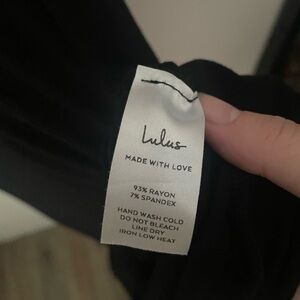 Lulus
MADE WITH LOVE
93% RAYON
7% SPANDEX
HAND WASH COLD
DO NOT BLEACH
LINE DRY
IRON LOW HEAT